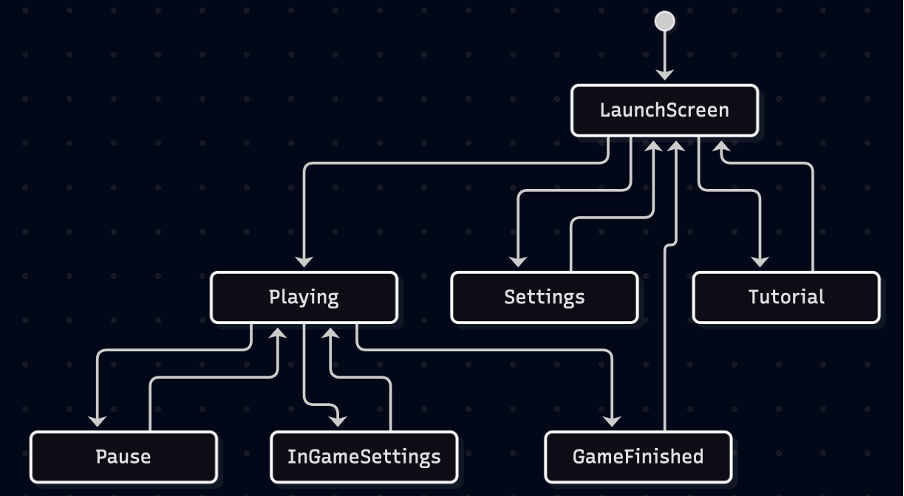 LaunchScreen
Playing
Settings
Tutorial
Pause
InGameSettings
GameFinished